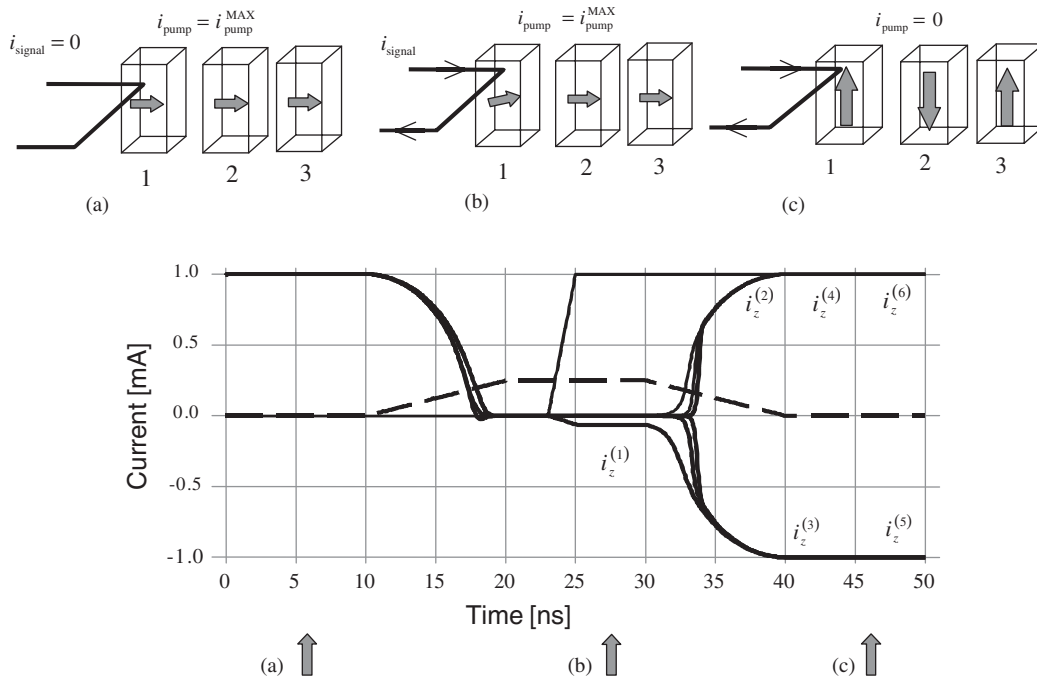 i_signal = 0
i_pump = i_pump^MAX
1 2 3
(a)
i_signal
i_pump = i_pump^MAX
1 2 3
(b)
i_pump = 0
1 2 3
(c)
Current [mA]
1.0
0.5
0.0
-0.5
-1.0
i_z^(2) i_z^(4) i_z^(6)
i_z^(1)
i_z^(3) i_z^(5)
0 5 10 15 20 25 30 35 40 45 50
Time [ns]
(a) (b) (c)